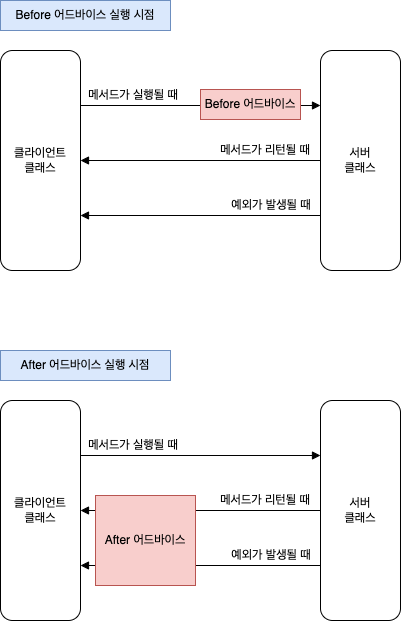 Before 어드바이스 실행 시점
메서드가 실행될 때
Before 어드바이스
클라이언트
클래스
메서드가 리턴될 때
서버
클래스
예외가 발생될 때
After 어드바이스 실행 시점
메서드가 실행될 때
클라이언트
클래스
메서드가 리턴될 때
서버
클래스
After 어드바이스
예외가 발생될 때